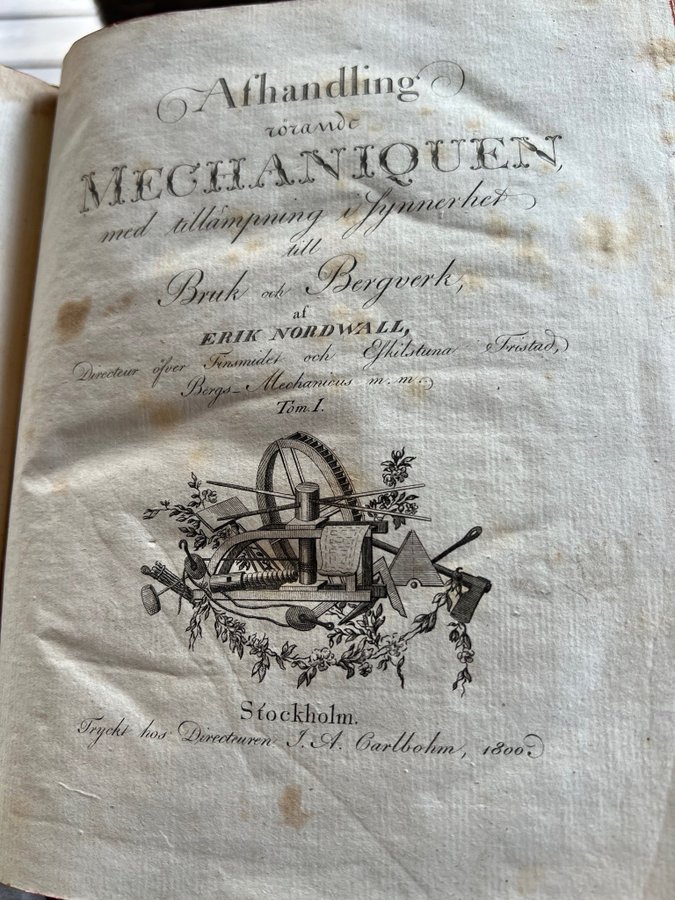 Afhandling
rörande
MECHANIQUEN,
med tillämpning i synnerhet
till
Bruk och Bergverk,
af
ERIK NORDWALL,
Directeur öfver Finsmidet och Eskilstuna Fristad,
Bergs-Mechanicus m. m.
Tom. I.
Stockholm.
Tryckt hos Directeuren J. A. Carlbohm, 1800.